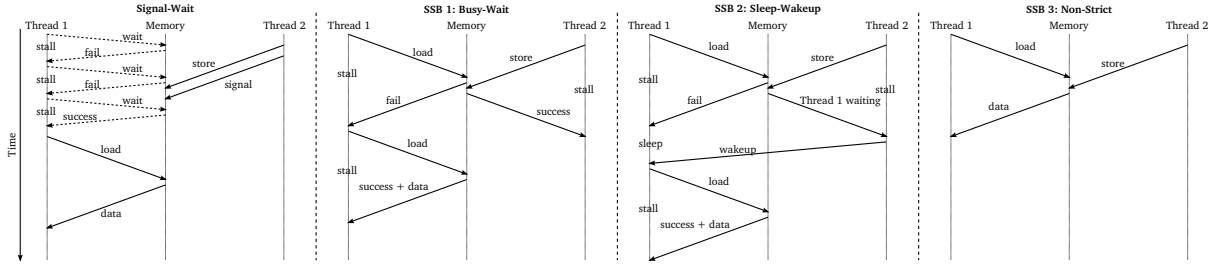 Signal-Wait
Thread 1 Memory Thread 2
wait
stall
fail
wait
store
stall
fail
signal
wait
stall
success
load
data
Time
SSB 1: Busy-Wait
Thread 1 Memory Thread 2
load
store
stall
stall
fail
success
load
stall
success + data
SSB 2: Sleep-Wakeup
Thread 1 Memory Thread 2
load
store
stall
stall
fail
Thread 1 waiting
sleep
wakeup
load
stall
success + data
SSB 3: Non-Strict
Thread 1 Memory Thread 2
load
store
data